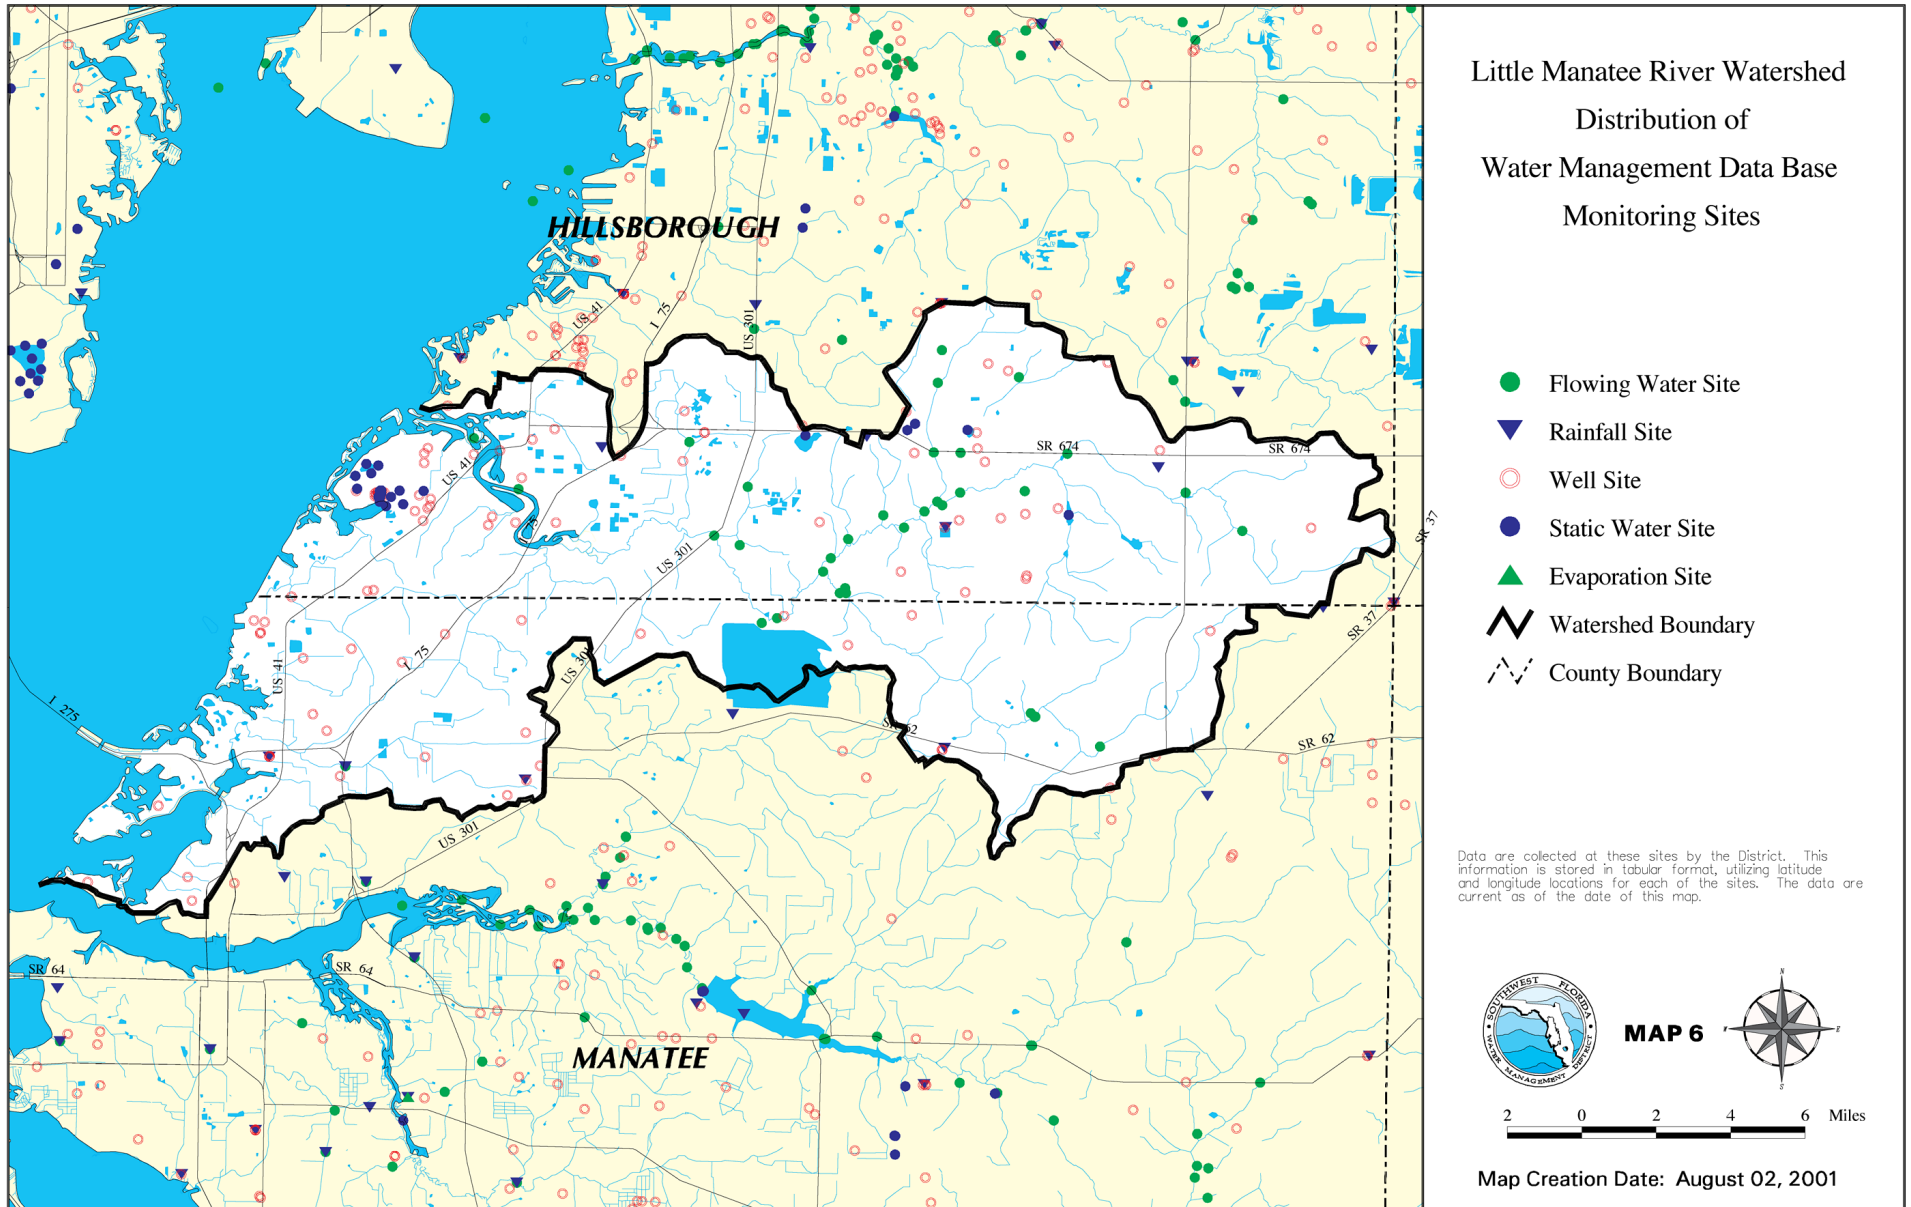 Little Manatee River Watershed
Distribution of
Water Management Data Base
Monitoring Sites
HILLSBOROUGH
US 41
I 75
US 301
SR 674
SR 674
US 41
I 75
US 301
SR 37
SR 37
US 41
I 75
US 301
I 275
SR 62
SR 62
US 301
SR 64
SR 64
MANATEE
Flowing Water Site
Rainfall Site
Well Site
Static Water Site
Evaporation Site
Watershed Boundary
County Boundary
Data are collected at these sites by the District. This
information is stored in tabular format, utilizing latitude
and longitude locations for each of the sites. The data are
current as of the date of this map.
SOUTHWEST FLORIDA
WATER MANAGEMENT DISTRICT
MAP 6
N
W E
S
2 0 2 4 6 Miles
Map Creation Date: August 02, 2001